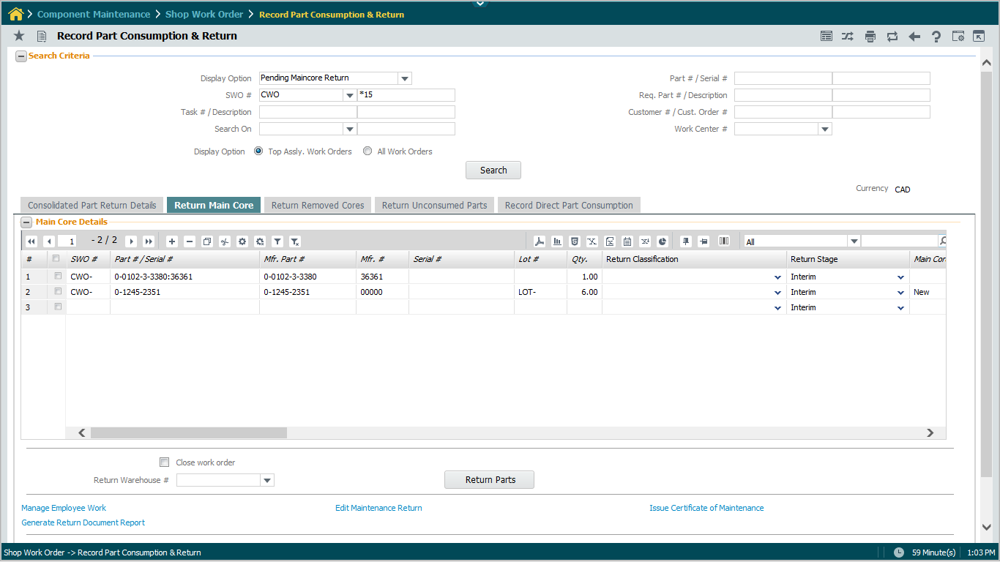 Component Maintenance Shop Work Order Record Part Consumption & Return
Record Part Consumption & Return
Search Criteria
Display Option Pending Maincore Return Part # / Serial #
SWO # CWO *15 Req. Part # / Description
Task # / Description Customer # / Cust. Order #
Search On Work Center #
Display Option Top Assly. Work Orders All Work Orders
Search
Currency CAD
Consolidated Part Return Details Return Main Core Return Removed Cores Return Unconsumed Parts Record Direct Part Consumption
Main Core Details
1 - 2 / 2 All
# SWO # Part # / Serial # Mfr. Part # Mfr. # Serial # Lot # Qty. Return Classification Return Stage Main Cor
1 CWO- 0-0102-3-3380:36361 0-0102-3-3380 36361 1.00 Interim
2 CWO- 0-1245-2351 0-1245-2351 00000 LOT- 6.00 Interim New
3 Interim
Close work order
Return Warehouse # Return Parts
Manage Employee Work Edit Maintenance Return Issue Certificate of Maintenance
Generate Return Document Report
Shop Work Order -> Record Part Consumption & Return 59 Minute(s) 1:03 PM